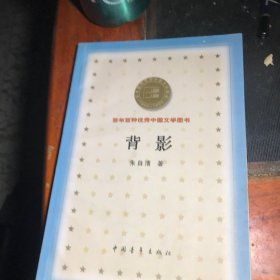 百年百种优秀中国文学图书
背影
朱自清 著
中国青年出版社